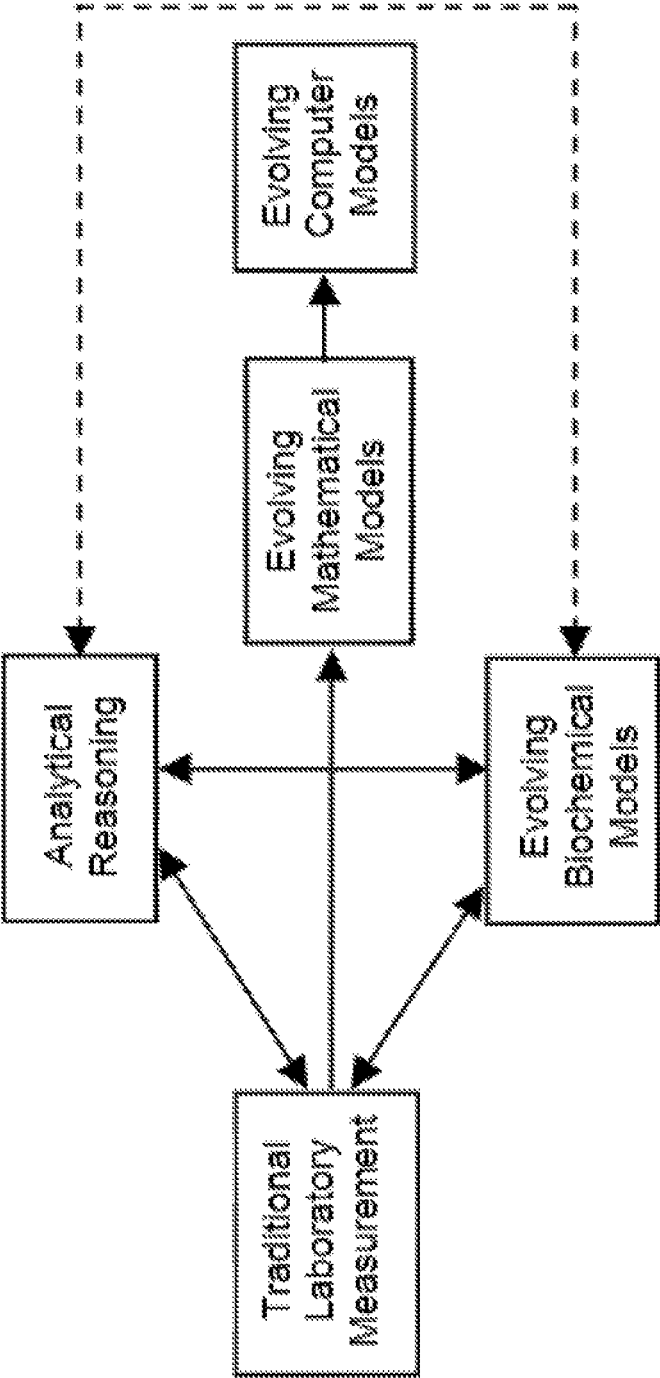 Analytical
Reasoning
Traditional
Laboratory
Measurement
Evolving
Mathematical
Models
Evolving
Computer
Models
Evolving
Biochemical
Models